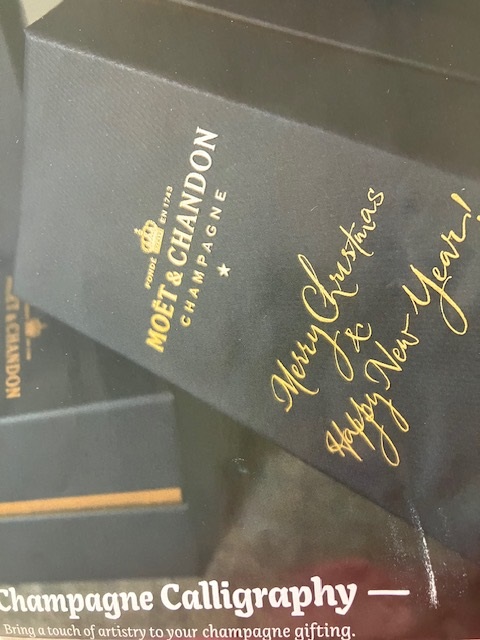 FONDÉ EN 1743
MOËT & CHANDON
CHAMPAGNE
Merry Christmas
&
Happy New Year!
& CHANDON
Champagne Calligraphy —
Bring a touch of artistry to your champagne gifting.